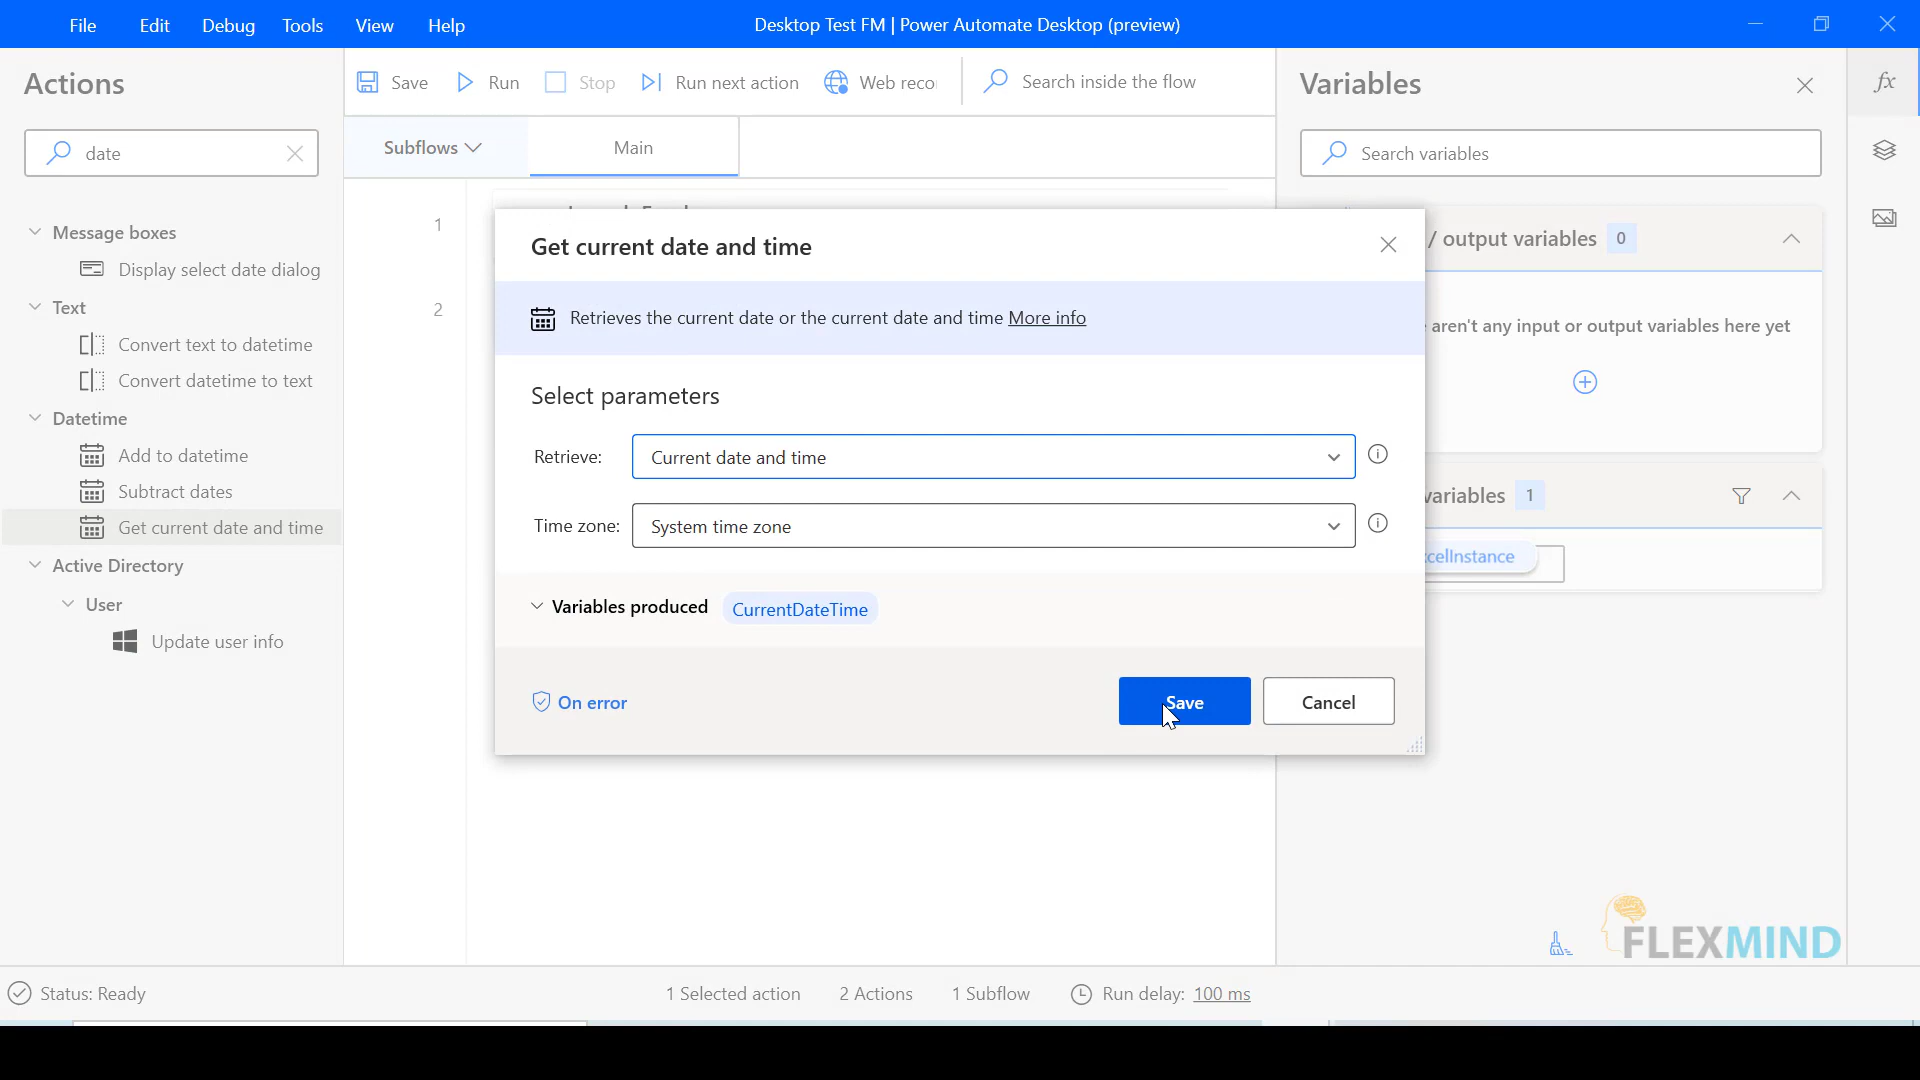 File Edit Debug Tools View Help
Desktop Test FM | Power Automate Desktop (preview)
Actions
date
Message boxes
Display select date dialog
Text
Convert text to datetime
Convert datetime to text
Datetime
Add to datetime
Subtract dates
Get current date and time
Active Directory
User
Update user info
Save Run Stop Run next action Web reco
Search inside the flow
Subflows Main
1
2
Get current date and time
Retrieves the current date or the current date and time More info
Select parameters
Retrieve: Current date and time
Time zone: System time zone
Variables produced CurrentDateTime
On error
Save Cancel
Variables
fx
Search variables
/ output variables 0
aren't any input or output variables here yet
variables 1
celInstance
FLEXMIND
Status: Ready 1 Selected action 2 Actions 1 Subflow Run delay: 100 ms